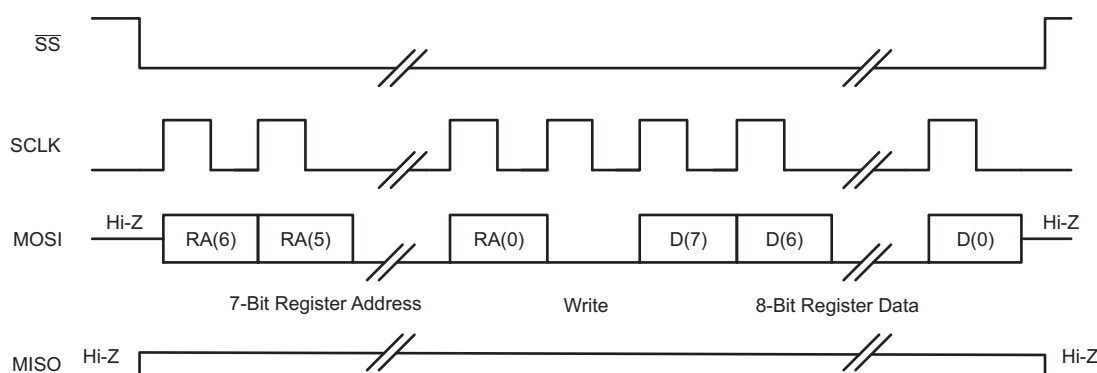 SS
SCLK
Hi-Z Hi-Z
MOSI RA(6) RA(5) RA(0) D(7) D(6) D(0)
7-Bit Register Address Write 8-Bit Register Data
MISO Hi-Z Hi-Z